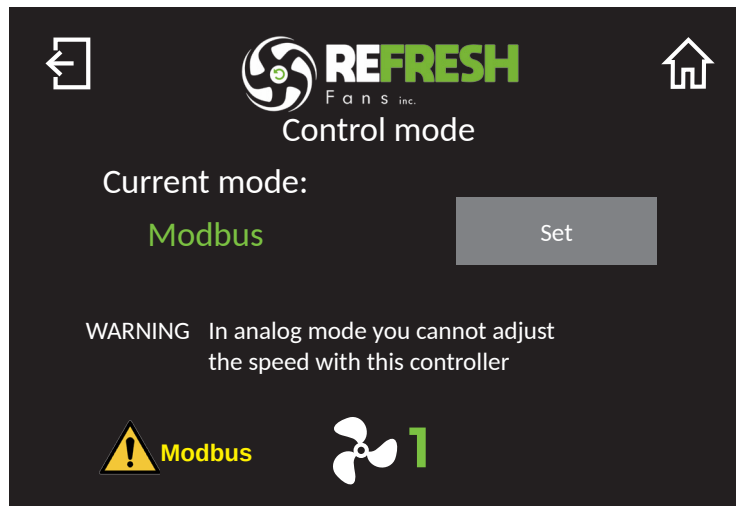 REFRESH
Fans inc.
Control mode
Current mode:
Modbus
Set
WARNING In analog mode you cannot adjust
the speed with this controller
Modbus
1